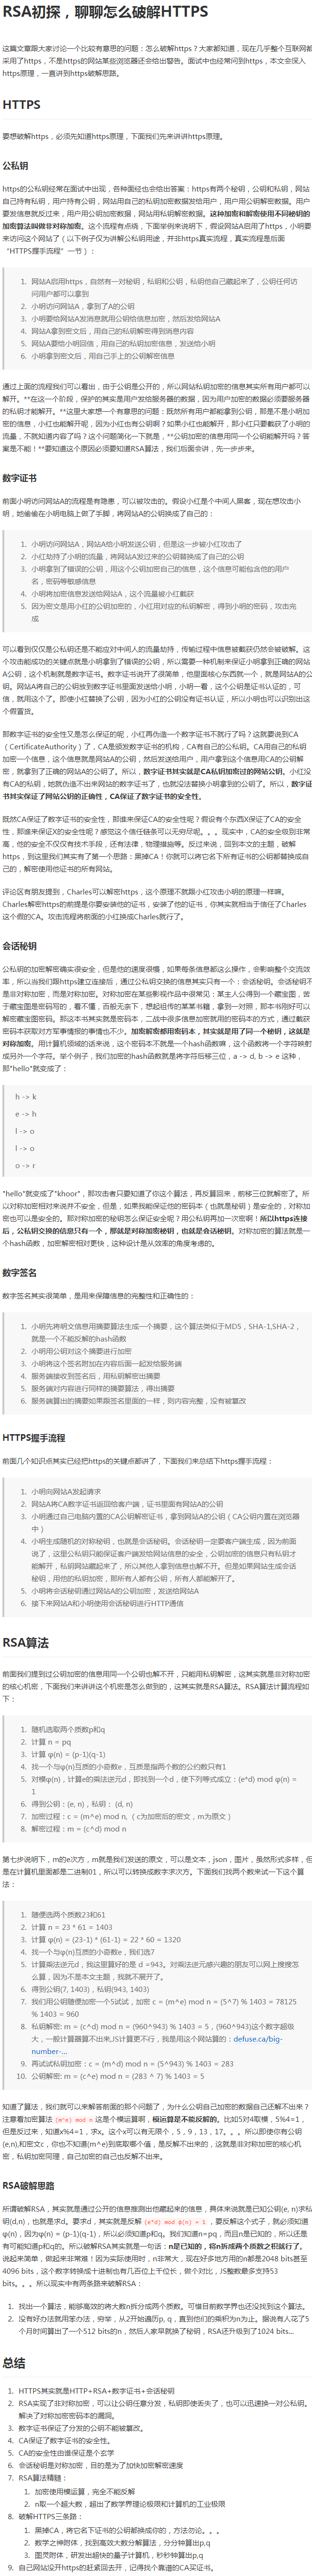 RSA初探，聊聊怎么破解HTTPS
这篇文章跟大家讨论一个比较有意思的问题：怎么破解https？大家都知道，现在几乎整个互联网都
采用了https，不是https的网站某些浏览器还会给出警告。面试中也经常问到https，本文会深入
https原理，一直讲到https破解思路。
HTTPS
要想破解https，必须先知道https原理，下面我们先来讲讲https原理。
公私钥
https的公私钥经常在面试中出现，各种面经也会给出答案：https有两个秘钥，公钥和私钥，网站
自己持有私钥，用户持有公钥，网站用自己的私钥加密数据发给用户，用户用公钥解密数据。用户
要发信息就反过来，用户用公钥加密数据，网站用私钥解密数据。这种加密和解密使用不同秘钥的
加密算法叫做非对称加密。这个流程有点绕，下面举例来说明下，假设网站A启用了https，小明要
来访问这个网站了（以下例子仅为讲解公私钥用途，并非https真实流程，真实流程是后面
“HTTPS握手流程”一节）：
1. 网站A启用https，自然有一对秘钥，私钥和公钥，私钥他自己藏起来了，公钥任何访
问用户都可以拿到
2. 小明访问网站A，拿到了A的公钥
3. 小明要给网站A发消息就用公钥给信息加密，然后发给网站A
4. 网站A拿到密文后，用自己的私钥解密得到消息内容
5. 网站A要给小明回信，用自己的私钥加密信息，发送给小明
6. 小明拿到密文后，用自己手上的公钥解密信息
通过上面的流程我们可以看出，由于公钥是公开的，所以网站私钥加密的信息其实所有用户都可以
解开。**在这一个阶段，保护的其实是用户发给服务器的数据，因为用户加密的数据必须要服务器
的私钥才能解开。**这里大家想一个有意思的问题：既然所有用户都能拿到公钥，那是不是小明加
密的信息，小红也能解开呢，因为小红也有公钥啊？如果小红也能解开，那小红只要截获了小明的
流量，不就知道内容了吗？这个问题简化一下就是，**公钥加密的信息用同一个公钥能解开吗？答
案是不能！**要知道这个原因必须要知道RSA算法，我们后面会讲，先一步步来。
数字证书
前面小明访问网站A的流程是有隐患，可以被攻击的。假设小红是个中间人黑客，现在想攻击小
明，她偷偷在小明电脑上做了手脚，将网站A的公钥换成了自己的：
1. 小明访问网站A，网站A给小明发送公钥，但是这一步被小红攻击了
2. 小红劫持了小明的流量，将网站A发过来的公钥替换成了自己的公钥
3. 小明拿到了错误的公钥，用这个公钥加密自己的信息，这个信息可能包含他的用户
名，密码等敏感信息
4. 小明将加密信息发送给网站A，这个流量被小红截获
5. 因为密文是用小红的公钥加密的，小红用对应的私钥解密，得到小明的密码，攻击完
成
可以看到仅仅是公私钥还是不能应对中间人的流量劫持，传输过程中信息被截获仍然会被破解。这
个攻击能成功的关键就是小明拿到了错误的公钥，所以需要一种机制来保证小明拿到正确的网站
A公钥，这个机制就是数字证书。数字证书说开了很简单，他里面核心东西就一个，就是网站A的公
钥。网站A将自己的公钥放到数字证书里面发送给小明，小明一看，这个公钥是证书认证的，可
信，就用这个了。即使小红替换了公钥，因为小红的公钥没有证书认证，所以小明也可以识别出这
个假冒货。
那数字证书的安全性又是怎么保证的呢，小红再伪造一个数字证书不就行了吗？这就要说到CA
（CertificateAuthority）了，CA是颁发数字证书的机构，CA有自己的公私钥。CA用自己的私钥
加密一个信息，这个信息就是网站A的公钥，然后发送给用户，用户拿到这个信息用CA的公钥解
密，就拿到了正确的网站A的公钥了。所以，数字证书其实就是CA私钥加密过的网站公钥。小红没
有CA的私钥，她就伪造不出来网站的数字证书了，也就没法替换小明拿到的公钥了。所以，数字证
书其实保证了网站公钥的正确性，CA保证了数字证书的安全性。
既然CA保证了数字证书的安全性，那谁来保证CA的安全性呢？假设有个东西X保证了CA的安全
性，那谁来保证X的安全性呢？感觉这个信任链条可以无穷尽呢。。。现实中，CA的安全级别非常
高，他的安全不仅仅有技术手段，还有法律，物理措施等。反过来说，回到本文的主题，破解
https，到这里我们其实有了第一个思路：黑掉CA！你就可以将它名下所有证书的公钥都替换成自
己的，解密使用他证书的所有网站。
评论区有朋友提到，Charles可以解密https，这个原理不就跟小红攻击小明的原理一样嘛。
Charles解密https的前提是你要安装他的证书，安装了他的证书，你其实就相当于信任了Charles
这个假的CA。攻击流程将前面的小红换成Charles就行了。
会话秘钥
公私钥的加密解密确实很安全，但是他的速度很慢，如果每条信息都这么操作，会影响整个交流效
率，所以当我们跟https建立连接后，通过公私钥交换的信息其实只有一个：会话秘钥。会话秘钥不
是非对称加密，而是对称加密。对称加密在某些影视作品中很常见：某主人公得到一个藏宝图，苦
于藏宝图是密码写的，看不懂，百般无奈下，想起祖传的某某书籍，拿到一对照，那本书刚好可以
解密藏宝图密码。那这本书其实就是密码本，二战中很多信息加密就用的密码本的方式，通过截获
密码本获取对方军事情报的事情也不少。加密解密都用密码本，其实就是用了同一个秘钥，这就是
对称加密。用计算机领域的话来说，这个密码本不就是一个hash函数嘛，这个函数将一个字符映射
成另外一个字符。举个例子，我们加密的hash函数就是将字符后移三位，a -> d, b -> e 这种，
那"hello"就变成了：
h -> k
e -> h
l -> o
l -> o
o -> r
"hello"就变成了"khoor"，那攻击者只要知道了你这个算法，再反算回来，前移三位就解密了。所
以对称加密相对来说并不安全，但是，如果我能保证他的密码本（也就是秘钥）是安全的，对称加
密也可以是安全的。那对称加密的秘钥怎么保证安全呢？用公私钥再加一次密啊！所以https连接
后，公私钥交换的信息只有一个，那就是对称加密秘钥，也就是会话秘钥。对称加密的算法就是一
个hash函数，加密解密相对更快，这种设计是从效率的角度考虑的。
数字签名
数字签名其实很简单，是用来保障信息的完整性和正确性的：
1. 小明先将明文信息用摘要算法生成一个摘要，这个算法类似于MD5，SHA-1,SHA-2，
就是一个不能反解的hash函数
2. 小明用公钥对这个摘要进行加密
3. 小明将这个签名附加在内容后面一起发给服务端
4. 服务端接收到签名后，用私钥解密出摘要
5. 服务端对内容进行同样的摘要算法，得出摘要
6. 服务端算出的摘要如果跟签名里面的一样，则内容完整，没有被篡改
HTTPS握手流程
前面几个知识点其实已经把https的关键点都讲了，下面我们来总结下https握手流程：
1. 小明向网站A发起请求
2. 网站A将CA数字证书返回给客户端，证书里面有网站A的公钥
3. 小明通过自己电脑内置的CA公钥解密证书，拿到网站A的公钥（CA公钥内置在浏览器
中）
4. 小明生成随机的对称秘钥，也就是会话秘钥。会话秘钥一定要客户端生成，因为前面
说了，这里公私钥只能保证客户端发给网站信息的安全，公钥加密的信息只有私钥才
能解开，私钥网站藏起来了，所以其他人拿到信息也解不开。但是如果网站生成会话
秘钥，用他的私钥加密，那所有人都有公钥，所有人都能解开了。
5. 小明将会话秘钥通过网站A的公钥加密，发送给网站A
6. 接下来网站A和小明使用会话秘钥进行HTTP通信
RSA算法
前面我们提到过公钥加密的信息用同一个公钥也解不开，只能用私钥解密，这其实就是非对称加密
的核心机密，下面我们来讲讲这个机密是怎么做到的，这其实就是RSA算法。RSA算法计算流程如
下：
1. 随机选取两个质数p和q
2. 计算 n = pq
3. 计算 φ(n) = (p-1)(q-1)
4. 找一个与φ(n)互质的小奇数e，互质是指两个数的公约数只有1
5. 对模φ(n)，计算e的乘法逆元d，即找到一个d，使下列等式成立：(e*d) mod φ(n) =
1
6. 得到公钥：(e, n)，私钥： (d, n)
7. 加密过程：c = (m^e) mod n,（ c为加密后的密文，m为原文）
8. 解密过程：m = (c^d) mod n
第七步说明下，m的e次方，m就是我们发送的原文，可以是文本，json，图片，虽然形式多样，但
是在计算机里面都是二进制01，所以可以转换成数字求次方。下面我们找两个数来试一下这个算
法：
1. 随便选两个质数23和61
2. 计算 n = 23 * 61 = 1403
3. 计算 φ(n) = (23-1) * (61-1) = 22 * 60 = 1320
4. 找一个与φ(n)互质的小奇数e，我们选7
5. 计算乘法逆元d，我这里算好的是 d =943。对乘法逆元感兴趣的朋友可以网上搜搜怎
么算，因为不是本文主题，我就不展开了。
6. 得到公钥(7, 1403)，私钥(943, 1403)
7. 我们用公钥随便加密一个5试试，加密 c = (m^e) mod n = (5^7) % 1403 = 78125
% 1403 = 960
8. 私钥解密: m = (c^d) mod n = (960^943) % 1403 = 5，(960^943)这个数字超级
大，一般计算器算不出来,JS计算更不行，我是用这个网站算的：defuse.ca/big-
number-...
9. 再试试私钥加密：c = (m^d) mod n = (5^943) % 1403 = 283
10. 公钥解密: m = (c^e) mod n = (283 ^ 7) % 1403 = 5
知道了算法，我们就可以来解答前面的那个问题了，为什么公钥自己加密的数据自己还解不出来？
注意看加密算法 (m^e) mod n 这是个模运算啊，模运算是不能反解的。比如5对4取模，5%4=1，
但是反过来，知道x%4=1，求x。这个x可以有无限个，5，9，13，17。。。所以即使你有公钥
(e,n),和密文c，你也不知道(m^e)到底取哪个值，是反解不出来的，这就是非对称加密的核心机
密，私钥加密同理，自己加密的自己也反解不出来。
RSA破解思路
所谓破解RSA，其实就是通过公开的信息推测出他藏起来的信息，具体来说就是已知公钥(e, n)求私
钥(d,n)，也就是求d。要求d，其实就是反解 (e*d) mod φ(n) = 1 ，要反解这个式子，就必须知道
φ(n)，因为φ(n) = (p-1)(q-1)，所以必须知道p和q。我们知道n=pq，而且n是已知的，所以还是
有可能知道p和q的。所以破解RSA其实就是一句话：n是已知的，将n拆成两个质数之积就行了。
说起来简单，做起来非常难！因为实际使用时，n非常大，现在好多地方用的n都是2048 bits甚至
4096 bits，这个数字转换成十进制也有几百位上千位长，做个对比，JS整数最多支持53
bits。。。所以现实中有两条路来破解RSA：
1. 找出一个算法，能够高效的将大数n拆分成两个质数。可惜目前数学界也还没找到这个算法。
2. 没有好办法就用笨办法，穷举，从2开始遍历p, q，直到他们的乘积为n为止。据说有人花了5
个月时间算出了一个512 bits的n，然后人家早就换了秘钥，RSA还升级到了1024 bits...
总结
1. HTTPS其实就是HTTP+RSA+数字证书+会话秘钥
2. RSA实现了非对称加密，可以让公钥任意分发，私钥即使丢失了，也可以迅速换一对公私钥。
解决了对称加密密码本的漏洞。
3. 数字证书保证了分发的公钥不能被篡改。
4. CA保证了数字证书的安全性。
5. CA的安全性由谁保证是个玄学
6. 会话秘钥是对称加密，目的是为了加快加密解密速度
7. RSA算法精髓：
1. 加密使用模运算，完全不能反解
2. n取一个超大数，超出了数学界理论极限和计算机的工业极限
8. 破解HTTPS三条路：
1. 黑掉CA，将它名下证书的公钥都换成你的，方法勿论。。。
2. 数学之神附体，找到高效大数分解算法，分分钟算出p,q
3. 图灵附体，研发出超快的量子计算机，秒秒钟算出p,q
9. 自己网站没开https的赶紧回去开，记得找个靠谱的CA买证书。